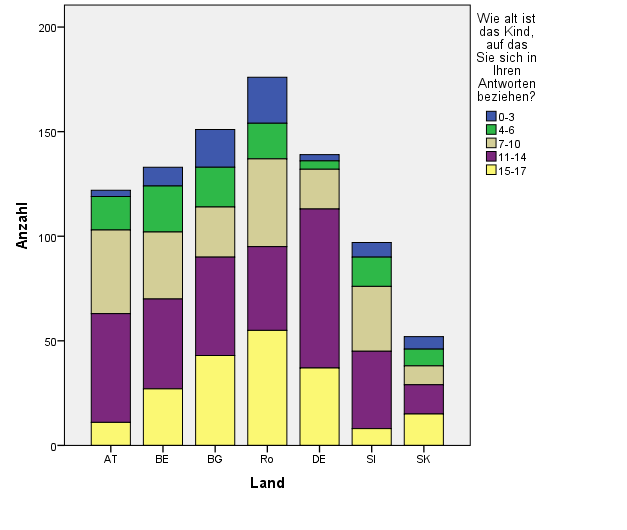 200
150
100
50
0
Anzahl
AT BE BG Ro DE SI SK
Land
Wie alt ist
das Kind,
auf das
Sie sich in
Ihren
Antworten
beziehen?
0-3
4-6
7-10
11-14
15-17